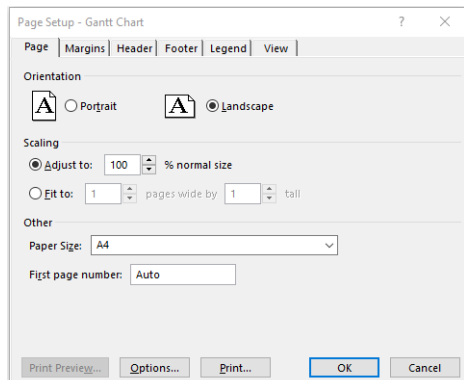 Page Setup - Gantt Chart ? ×
Page Margins Header Footer Legend View
Orientation
A Portrait A Landscape
Scaling
Adjust to: 100 % normal size
Fit to: 1 pages wide by 1 tall
Other
Paper Size: A4
First page number: Auto
Print Preview... Options... Print... OK Cancel